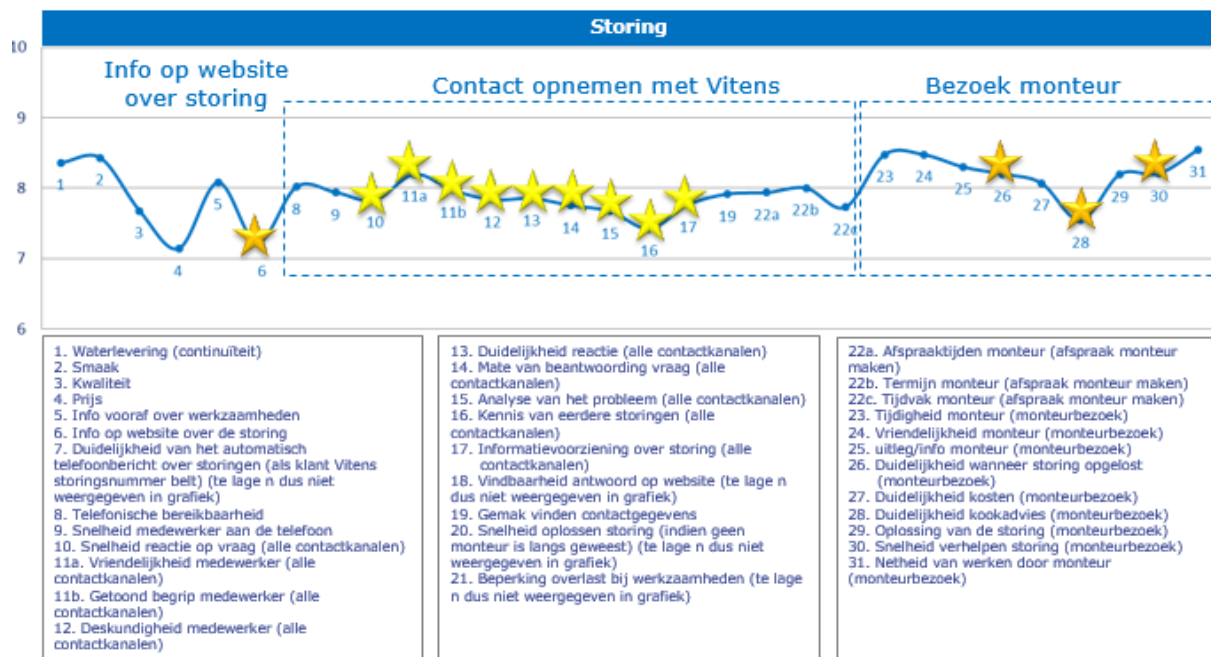 Storing
10
9
8
7
6
Info op website
over storing
Contact opnemen met Vitens
Bezoek monteur
1
2
3
4
5
6
8
9
10
11a
11b
12
13
14
15
16
17
19
22a
22b
22c
23
24
25
26
27
28
29
30
31
1. Waterlevering (continuïteit)
2. Smaak
3. Kwaliteit
4. Prijs
5. Info vooraf over werkzaamheden
6. Info op website over de storing
7. Duidelijkheid van het automatisch
telefoonbericht over storingen (als klant Vitens
storingsnummer belt) (te lage n dus niet
weergegeven in grafiek)
8. Telefonische bereikbaarheid
9. Snelheid medewerker aan de telefoon
10. Snelheid reactie op vraag (alle contactkanalen)
11a. Vriendelijkheid medewerker (alle
contactkanalen)
11b. Getoond begrip medewerker (alle
contactkanalen)
12. Deskundigheid medewerker (alle
contactkanalen)
13. Duidelijkheid reactie (alle contactkanalen)
14. Mate van beantwoording vraag (alle
contactkanalen)
15. Analyse van het probleem (alle contactkanalen)
16. Kennis van eerdere storingen (alle
contactkanalen)
17. Informatievoorziening over storing (alle
contactkanalen)
18. Vindbaarheid antwoord op website (te lage n
dus niet weergegeven in grafiek)
19. Gemak vinden contactgegevens
20. Snelheid oplossen storing (indien geen
monteur is langs geweest) (te lage n dus niet
weergegeven in grafiek)
21. Beperking overlast bij werkzaamheden (te lage
n dus niet weergegeven in grafiek)
22a. Afspraaktijden monteur (afspraak monteur
maken)
22b. Termijn monteur (afspraak monteur maken)
22c. Tijdvak monteur (afspraak monteur maken)
23. Tijdigheid monteur (monteurbezoek)
24. Vriendelijkheid monteur (monteurbezoek)
25. uitleg/info monteur (monteurbezoek)
26. Duidelijkheid wanneer storing opgelost
(monteurbezoek)
27. Duidelijkheid kosten (monteurbezoek)
28. Duidelijkheid kookadvies (monteurbezoek)
29. Oplossing van de storing (monteurbezoek)
30. Snelheid verhelpen storing (monteurbezoek)
31. Netheid van werken door monteur
(monteurbezoek)